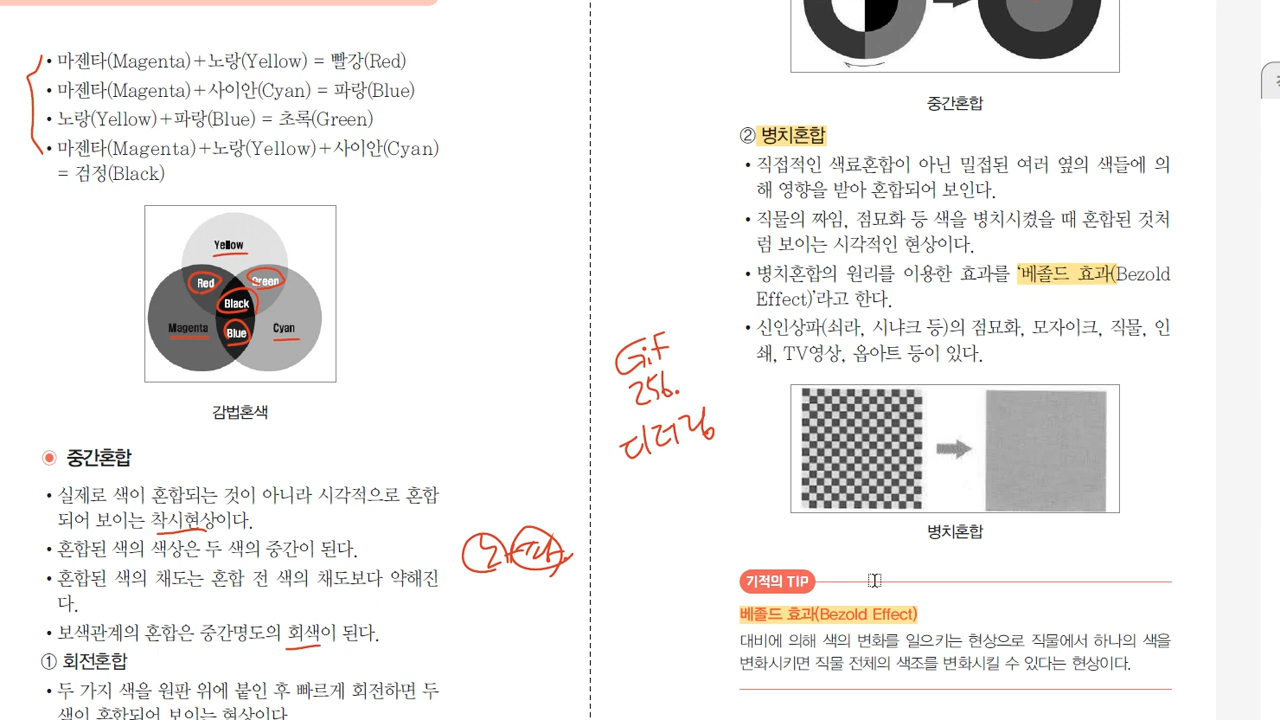 • 마젠타(Magenta)+노랑(Yellow) = 빨강(Red)
• 마젠타(Magenta)+사이안(Cyan) = 파랑(Blue)
• 노랑(Yellow)+파랑(Blue) = 초록(Green)
• 마젠타(Magenta)+노랑(Yellow)+사이안(Cyan)
= 검정(Black)
Yellow
Red
Green
Black
Magenta
Blue
Cyan
감법혼색
중간혼합
• 실제로 색이 혼합되는 것이 아니라 시각적으로 혼합
되어 보이는 착시현상이다.
• 혼합된 색의 색상은 두 색의 중간이 된다.
• 혼합된 색의 채도는 혼합 전 색의 채도보다 약해진
다.
• 보색관계의 혼합은 중간명도의 회색이 된다.
① 회전혼합
• 두 가지 색을 원판 위에 붙인 후 빠르게 회전하면 두
색이 혼합되어 보이는 현상이다.
노+파
Gif
256.
디더링
중간혼합
② 병치혼합
• 직접적인 색료혼합이 아닌 밀접된 여러 옆의 색들에 의
해 영향을 받아 혼합되어 보인다.
• 직물의 짜임, 점묘화 등 색을 병치시켰을 때 혼합된 것처
럼 보이는 시각적인 현상이다.
• 병치혼합의 원리를 이용한 효과를 '베졸드 효과(Bezold
Effect)'라고 한다.
• 신인상파(쇠라, 시냐크 등)의 점묘화, 모자이크, 직물, 인
쇄, TV영상, 옵아트 등이 있다.
병치혼합
기적의 TIP
베졸드 효과(Bezold Effect)
대비에 의해 색의 변화를 일으키는 현상으로 직물에서 하나의 색을
변화시키면 직물 전체의 색조를 변화시킬 수 있다는 현상이다.